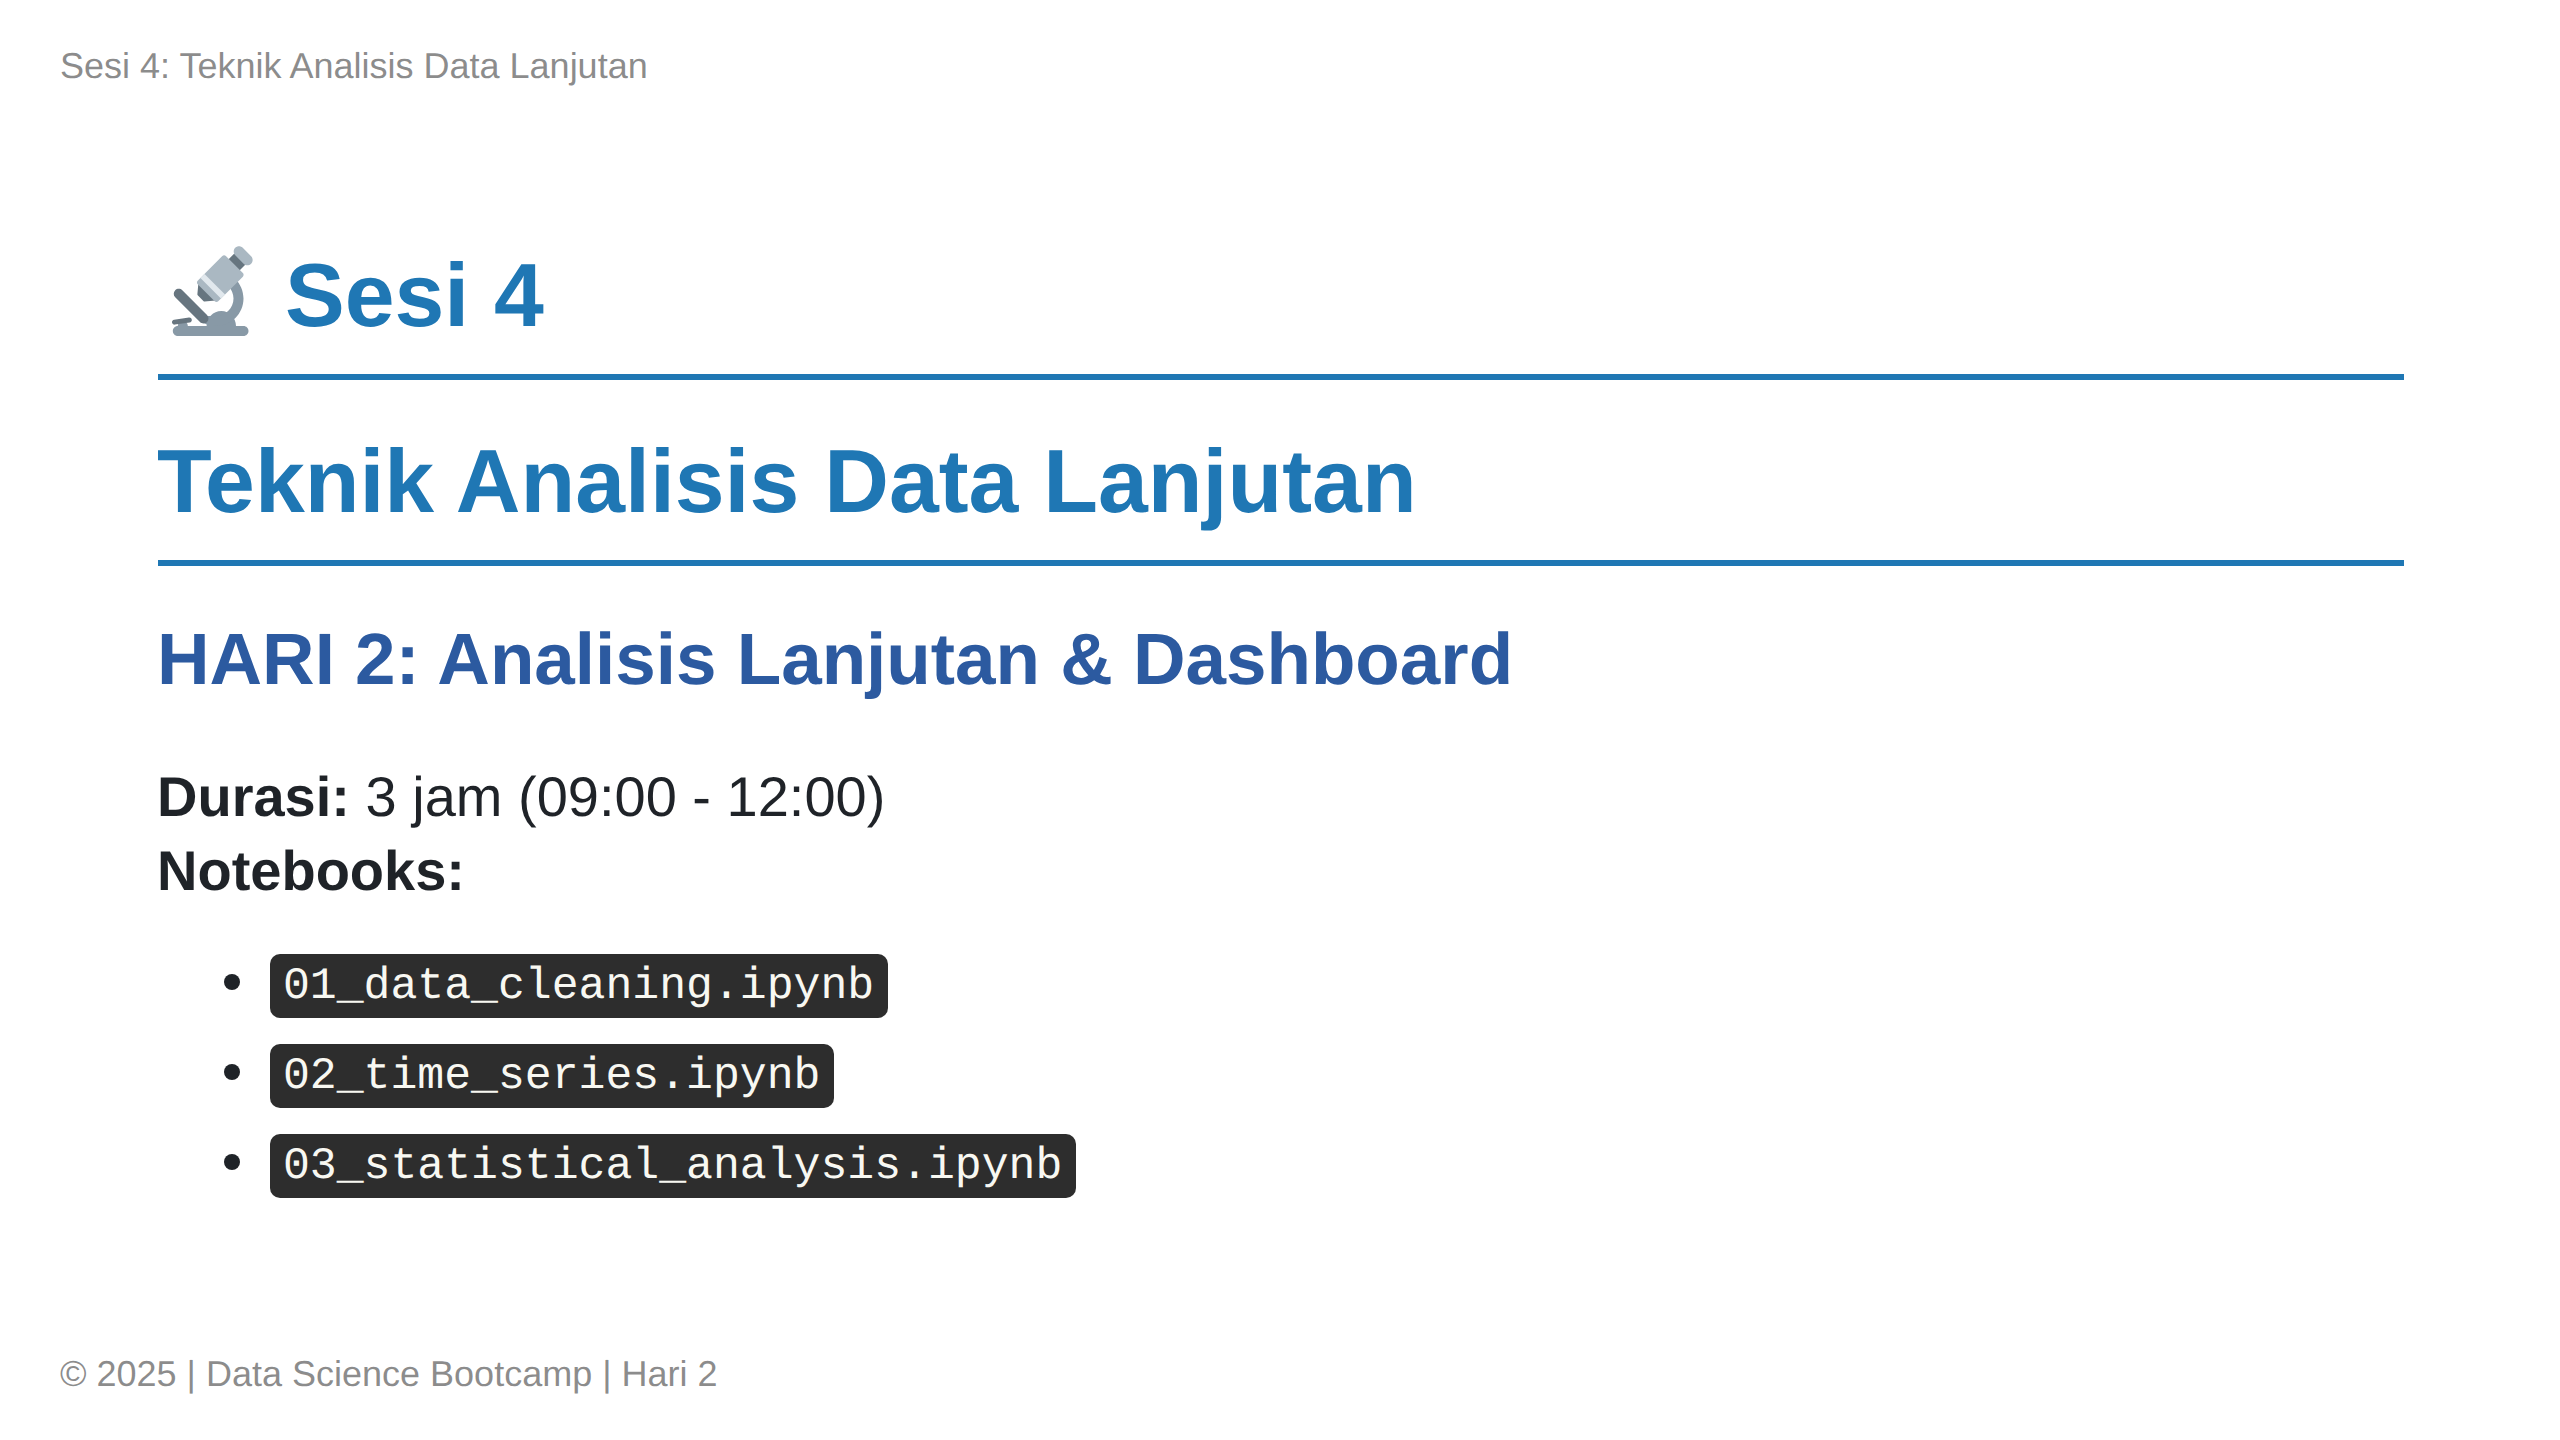 Sesi 4: Teknik Analisis Data Lanjutan
Sesi 4
Teknik Analisis Data Lanjutan
HARI 2: Analisis Lanjutan & Dashboard
Durasi: 3 jam (09:00 - 12:00)
Notebooks:
01_data_cleaning.ipynb
02_time_series.ipynb
03_statistical_analysis.ipynb
© 2025 | Data Science Bootcamp | Hari 2